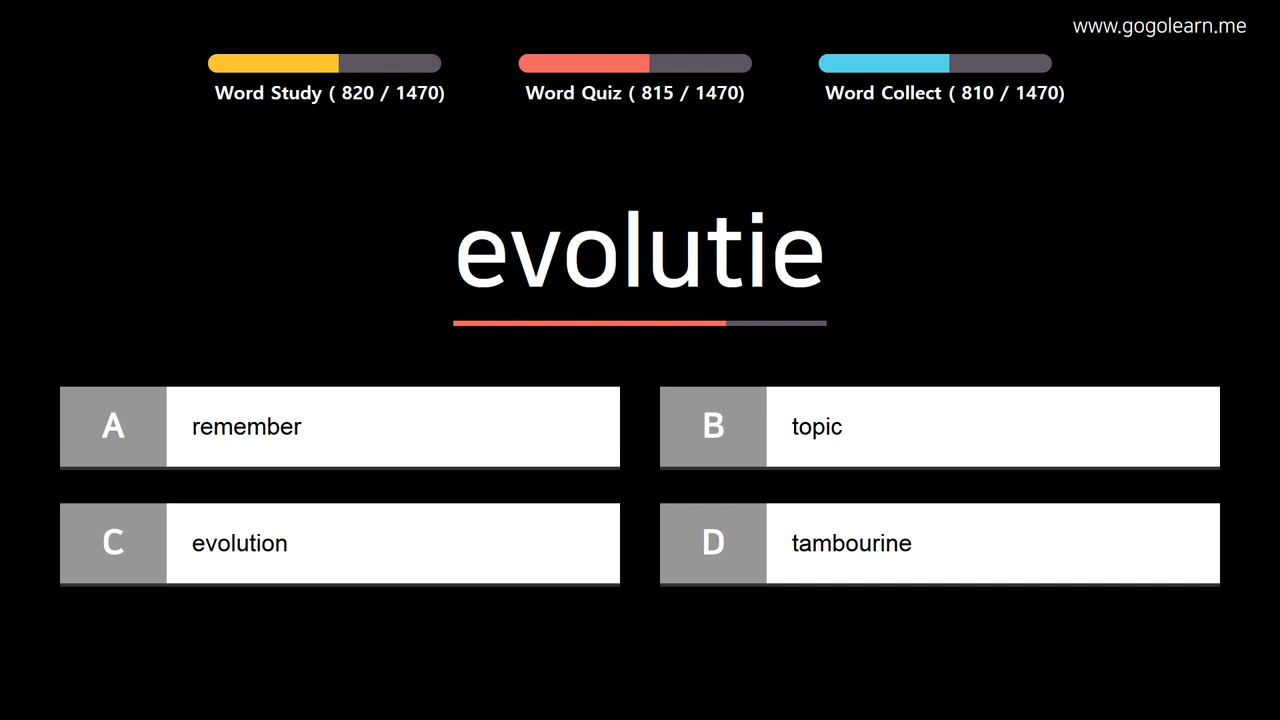 www.gogolearn.me
Word Study ( 820 / 1470)
Word Quiz ( 815 / 1470)
Word Collect ( 810 / 1470)
evolutie
A remember
B topic
C evolution
D tambourine